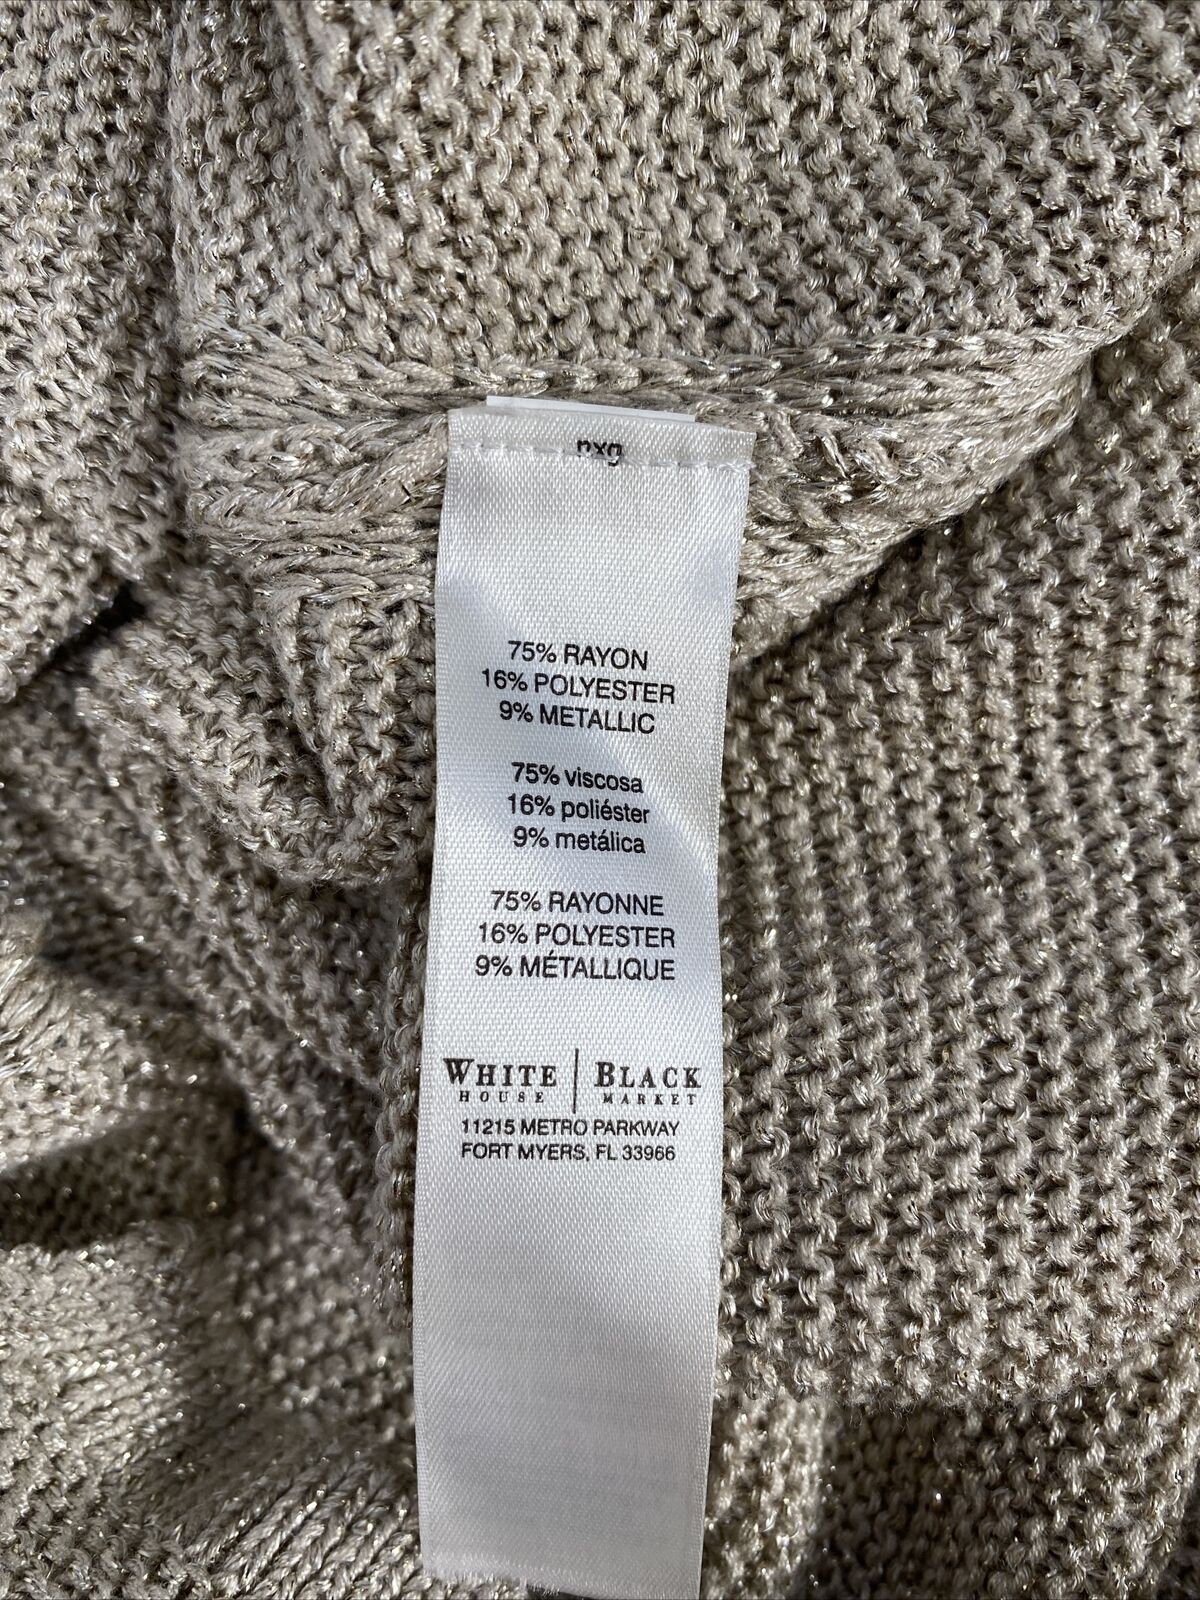 75% RAYON
16% POLYESTER
9% METALLIC
75% viscosa
16% poliéster
9% metálica
75% RAYONNE
16% POLYESTER
9% MÉTALLIQUE
WHITE | BLACK
HOUSE MARKET
11215 METRO PARKWAY
FORT MYERS, FL 33966